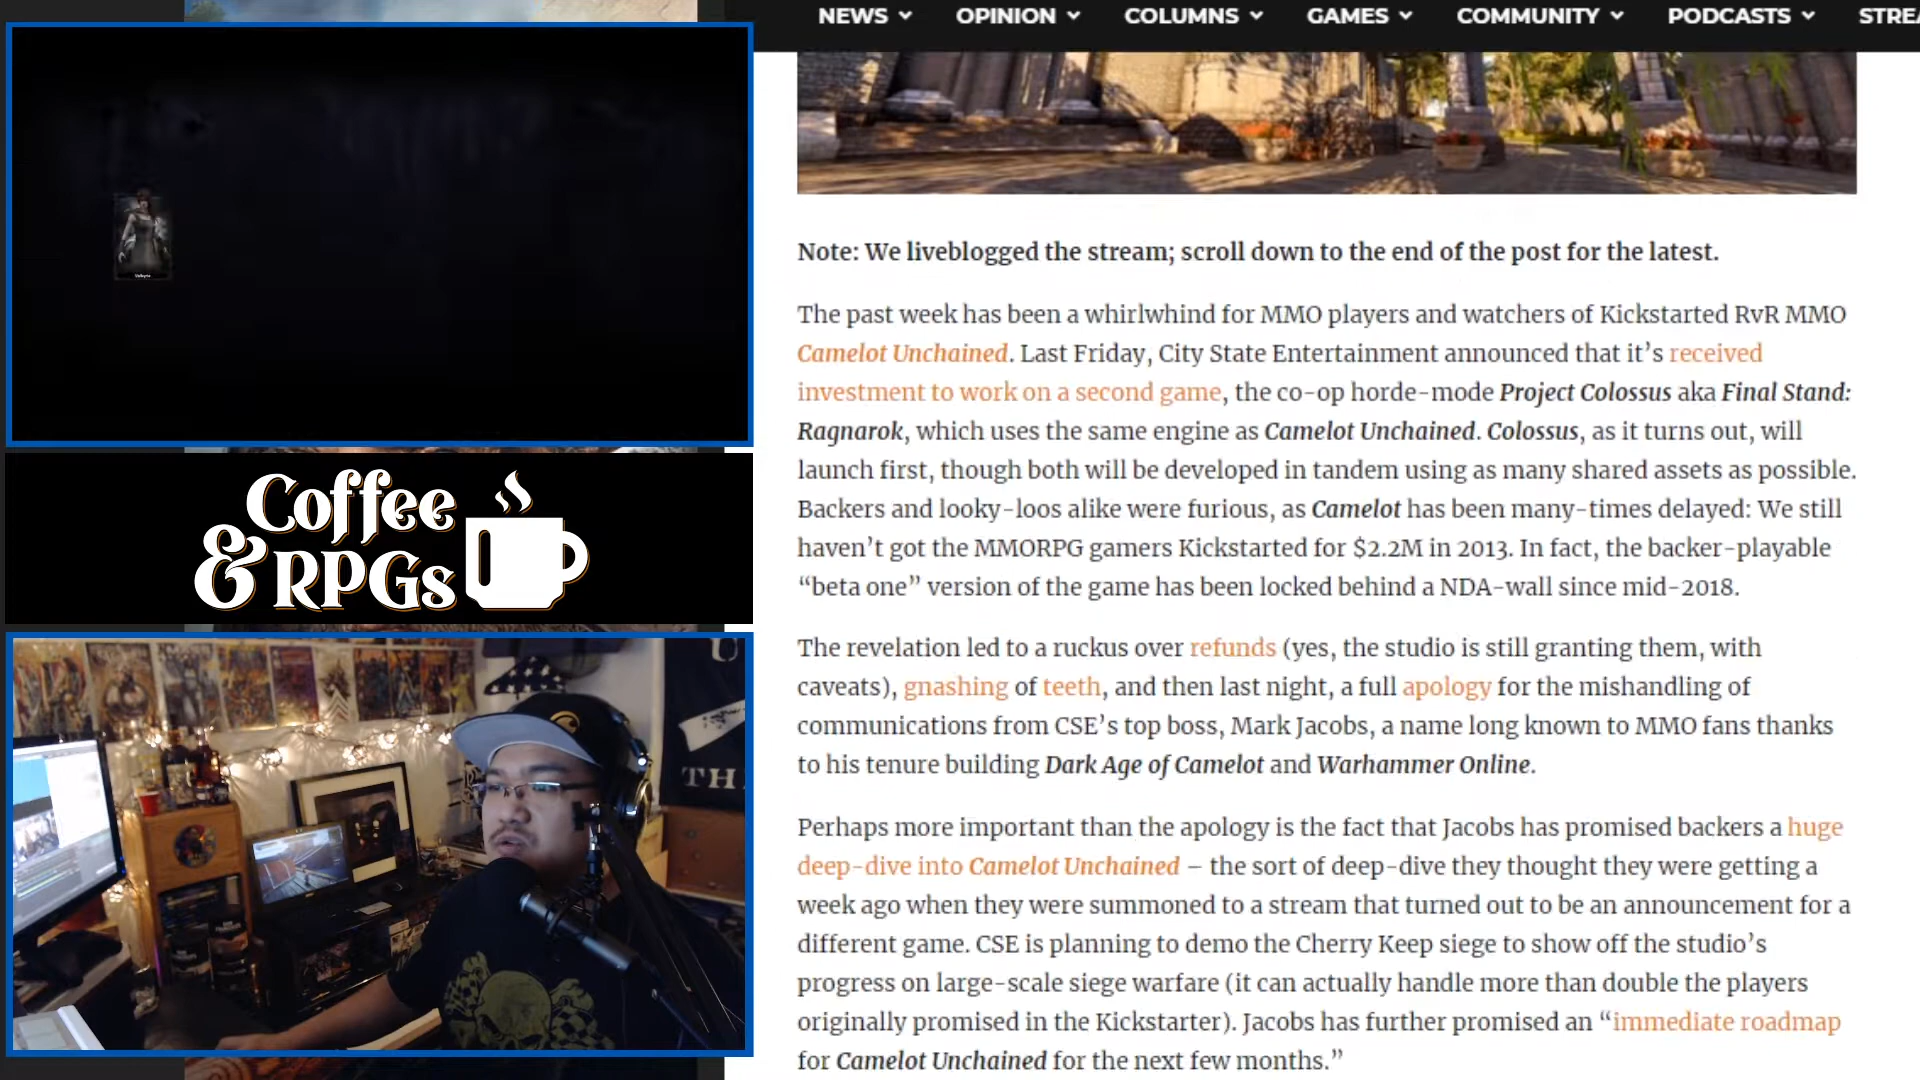 NEWS OPINION COLUMNS GAMES COMMUNITY PODCASTS STREA
Note: We liveblogged the stream; scroll down to the end of the post for the latest.
The past week has been a whirlwhind for MMO players and watchers of Kickstarted RvR MMO
Camelot Unchained. Last Friday, City State Entertainment announced that it’s received
investment to work on a second game, the co-op horde-mode Project Colossus aka Final Stand:
Ragnarok, which uses the same engine as Camelot Unchained. Colossus, as it turns out, will
launch first, though both will be developed in tandem using as many shared assets as possible.
Backers and looky-loos alike were furious, as Camelot has been many-times delayed: We still
haven’t got the MMORPG gamers Kickstarted for $2.2M in 2013. In fact, the backer-playable
“beta one” version of the game has been locked behind a NDA-wall since mid-2018.
The revelation led to a ruckus over refunds (yes, the studio is still granting them, with
caveats), gnashing of teeth, and then last night, a full apology for the mishandling of
communications from CSE’s top boss, Mark Jacobs, a name long known to MMO fans thanks
to his tenure building Dark Age of Camelot and Warhammer Online.
Perhaps more important than the apology is the fact that Jacobs has promised backers a huge
deep-dive into Camelot Unchained – the sort of deep-dive they thought they were getting a
week ago when they were summoned to a stream that turned out to be an announcement for a
different game. CSE is planning to demo the Cherry Keep siege to show off the studio’s
progress on large-scale siege warfare (it can actually handle more than double the players
originally promised in the Kickstarter). Jacobs has further promised an “immediate roadmap
for Camelot Unchained for the next few months.”
Valkyrie
Coffee
& RPGs
U
TH